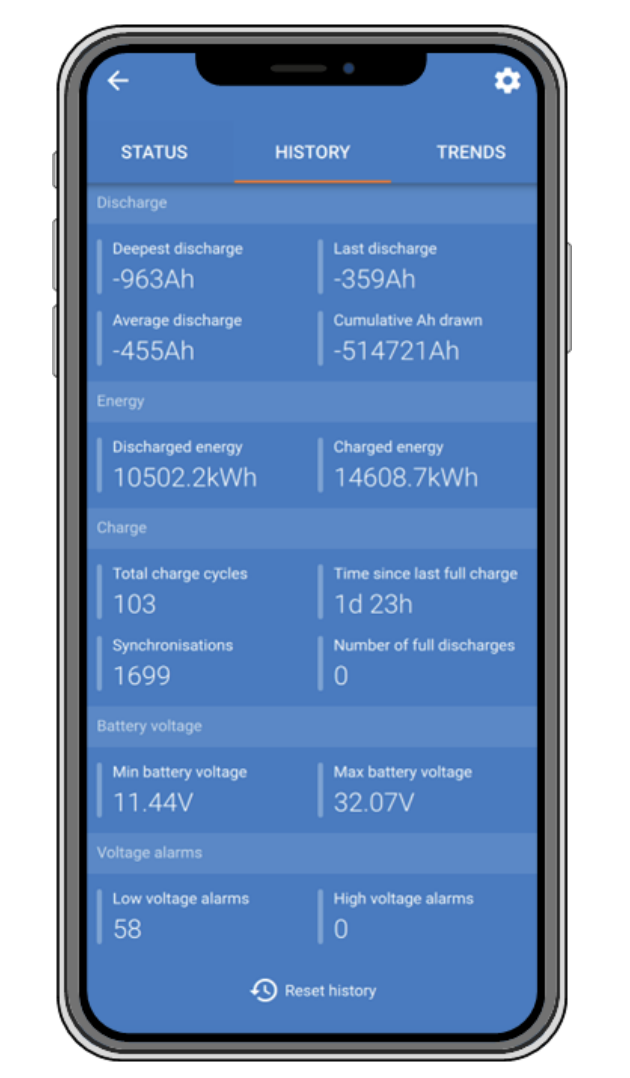 STATUS HISTORY TRENDS
Discharge
Deepest discharge Last discharge
-963Ah -359Ah
Average discharge Cumulative Ah drawn
-455Ah -514721Ah
Energy
Discharged energy Charged energy
10502.2kWh 14608.7kWh
Charge
Total charge cycles Time since last full charge
103 1d 23h
Synchronisations Number of full discharges
1699 0
Battery voltage
Min battery voltage Max battery voltage
11.44V 32.07V
Voltage alarms
Low voltage alarms High voltage alarms
58 0
Reset history